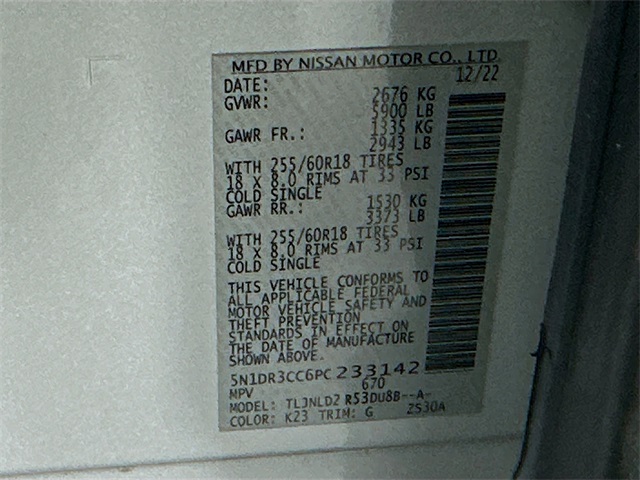 MFD BY NISSAN MOTOR CO., LTD.
DATE: 12/22
GVWR: 2676 KG
5900 LB
GAWR FR.: 1335 KG
2943 LB
WITH 255/60R18 TIRES
18 X 8.0 RIMS AT 33 PSI
COLD SINGLE
GAWR RR.: 1530 KG
3373 LB
WITH 255/60R18 TIRES
18 X 8.0 RIMS AT 33 PSI
COLD SINGLE
THIS VEHICLE CONFORMS TO
ALL APPLICABLE FEDERAL
MOTOR VEHICLE SAFETY AND
THEFT PREVENTION
STANDARDS IN EFFECT ON
THE DATE OF MANUFACTURE
SHOWN ABOVE.
5N1DR3CC6PC 233142
MPV 670
MODEL: TLJNLD2 R53DU8B--A-
COLOR: K23 TRIM: G 2S30A